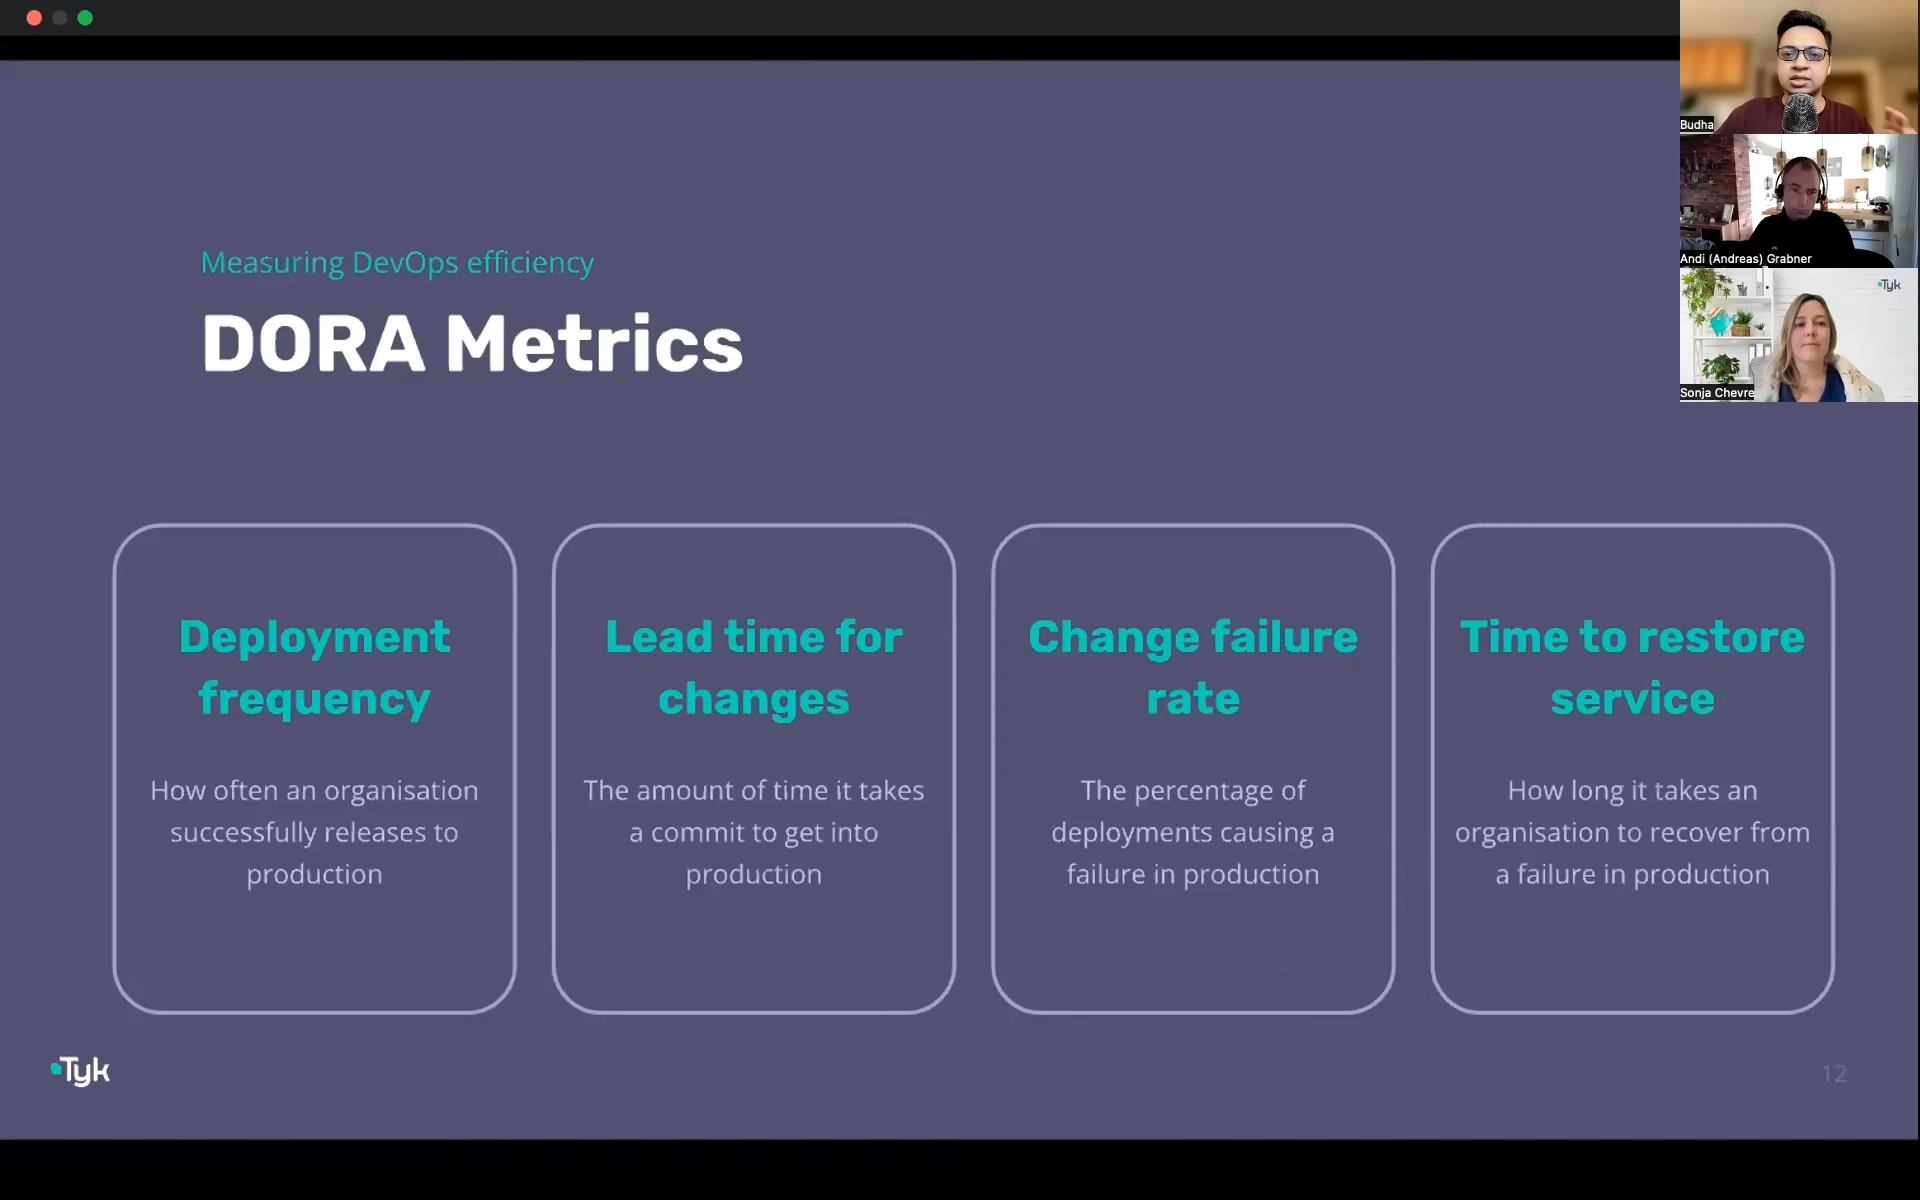 Measuring DevOps efficiency
DORA Metrics
Deployment
frequency
How often an organisation
successfully releases to
production
Lead time for
changes
The amount of time it takes
a commit to get into
production
Change failure
rate
The percentage of
deployments causing a
failure in production
Time to restore
service
How long it takes an
organisation to recover from
a failure in production
Tyk
12
Budha
Andi (Andreas) Grabner
Tyk
Sonja Chevre